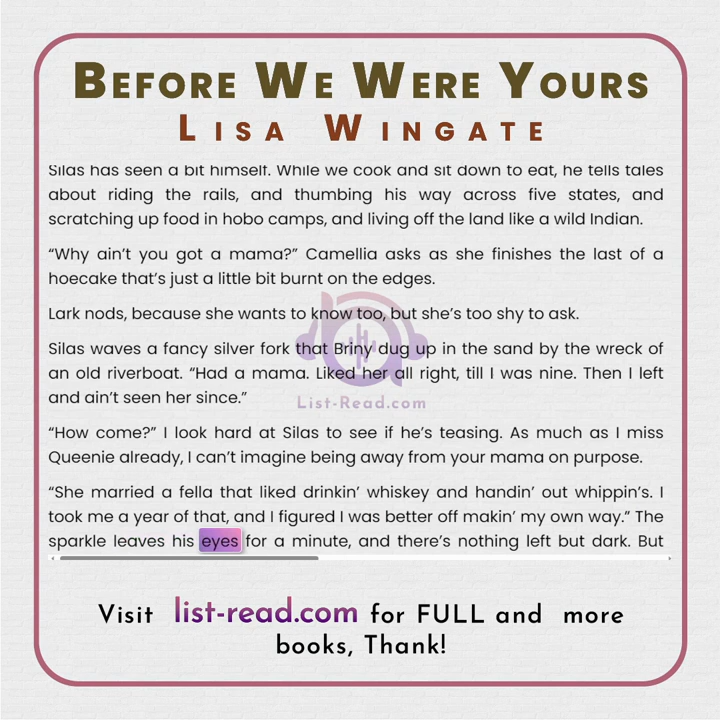 BEFORE WE WERE YOURS
LISA WINGATE
Silas has seen a bit himself. While we cook and sit down to eat, he tells tales
about riding the rails, and thumbing his way across five states, and
scratching up food in hobo camps, and living off the land like a wild Indian.
“Why ain’t you got a mama?” Camellia asks as she finishes the last of a
hoecake that’s just a little bit burnt on the edges.
Lark nods, because she wants to know too, but she’s too shy to ask.
Silas waves a fancy silver fork that Briny dug up in the sand by the wreck of
an old riverboat. “Had a mama. Liked her all right, till I was nine. Then I left
and ain’t seen her since.”
List-Read.com
“How come?” I look hard at Silas to see if he’s teasing. As much as I miss
Queenie already, I can’t imagine being away from your mama on purpose.
“She married a fella that liked drinkin’ whiskey and handin’ out whippin’s. I
took me a year of that, and I figured I was better off makin’ my own way.” The
sparkle leaves his eyes for a minute, and there’s nothing left but dark. But
Visit list-read.com for FULL and more
books, Thank!